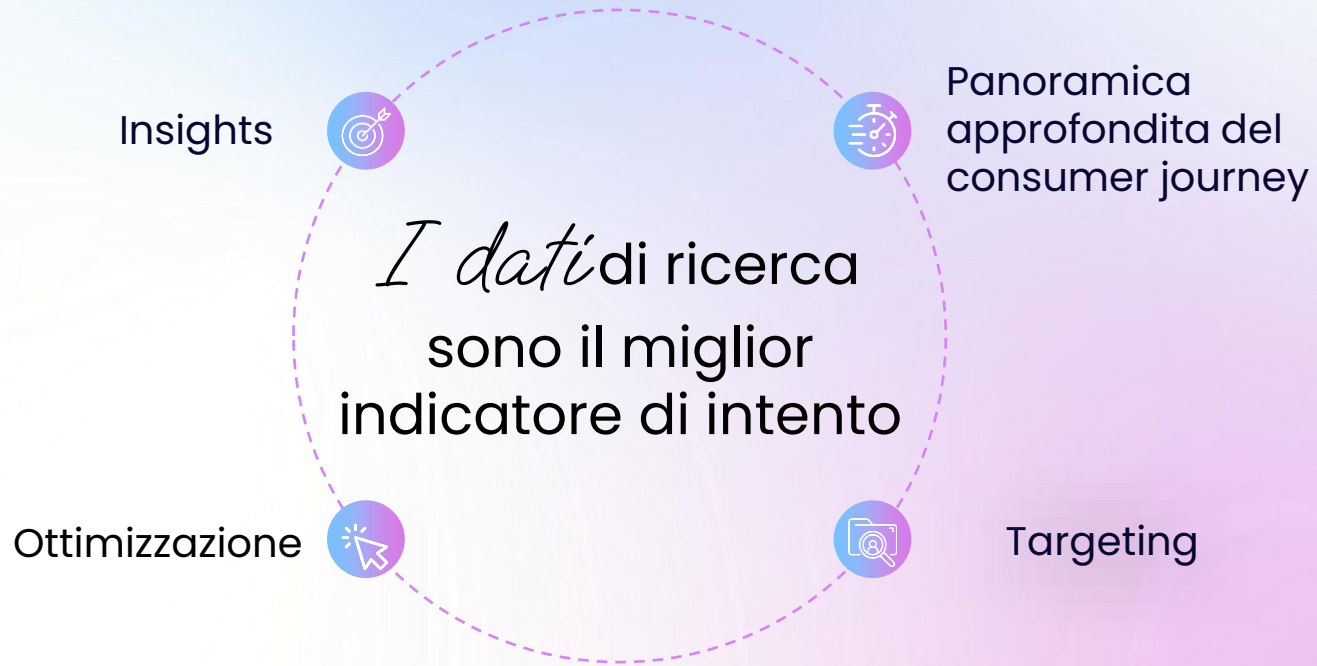 Insights
Panoramica
approfondita del
consumer journey
I dati di ricerca
sono il miglior
indicatore di intento
Ottimizzazione
Targeting